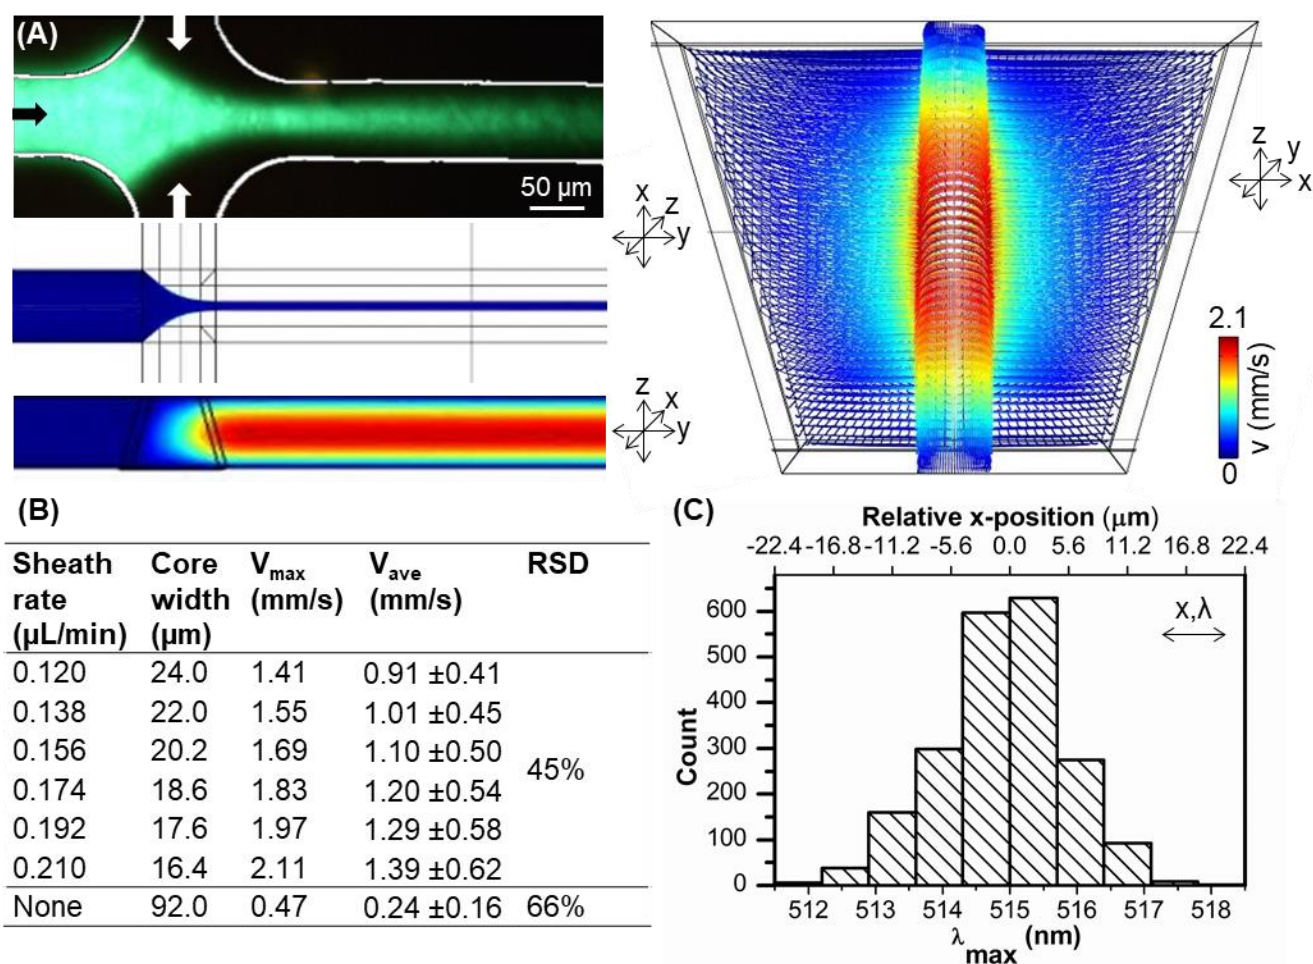 (A)
50 µm
x
z
y
z
x
y
z
y
x
2.1
v (mm/s)
0
(B)
Sheath rate (µL/min) Core width (µm) Vmax (mm/s) Vave (mm/s) RSD
0.120 24.0 1.41 0.91 ±0.41
0.138 22.0 1.55 1.01 ±0.45
0.156 20.2 1.69 1.10 ±0.50
45%
0.174 18.6 1.83 1.20 ±0.54
0.192 17.6 1.97 1.29 ±0.58
0.210 16.4 2.11 1.39 ±0.62
None 92.0 0.47 0.24 ±0.16 66%
(C)
Relative x-position (µm)
-22.4 -16.8 -11.2 -5.6 0.0 5.6 11.2 16.8 22.4
x,λ
Count
600
500
400
300
200
100
0
512 513 514 515 516 517 518
λmax (nm)